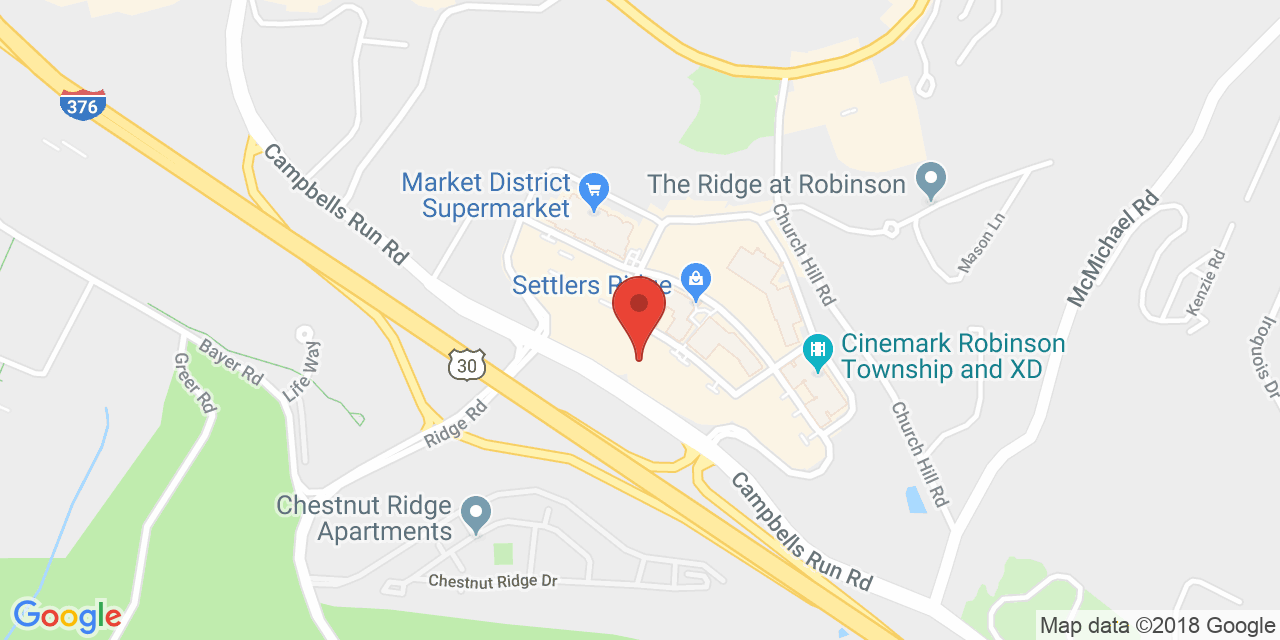 376
Campbells Run Rd
Market District
Supermarket
The Ridge at Robinson
Church Hill Rd
Mason Ln
McMichael Rd
Kenzie Rd
Iroquois Dr
Settlers Ridge
Cinemark Robinson
Township and XD
30
Bayer Rd
Greer Rd
Life Way
Ridge Rd
Church Hill Rd
Chestnut Ridge
Apartments
Campbells Run Rd
Chestnut Ridge Dr
Google
Map data ©2018 Google